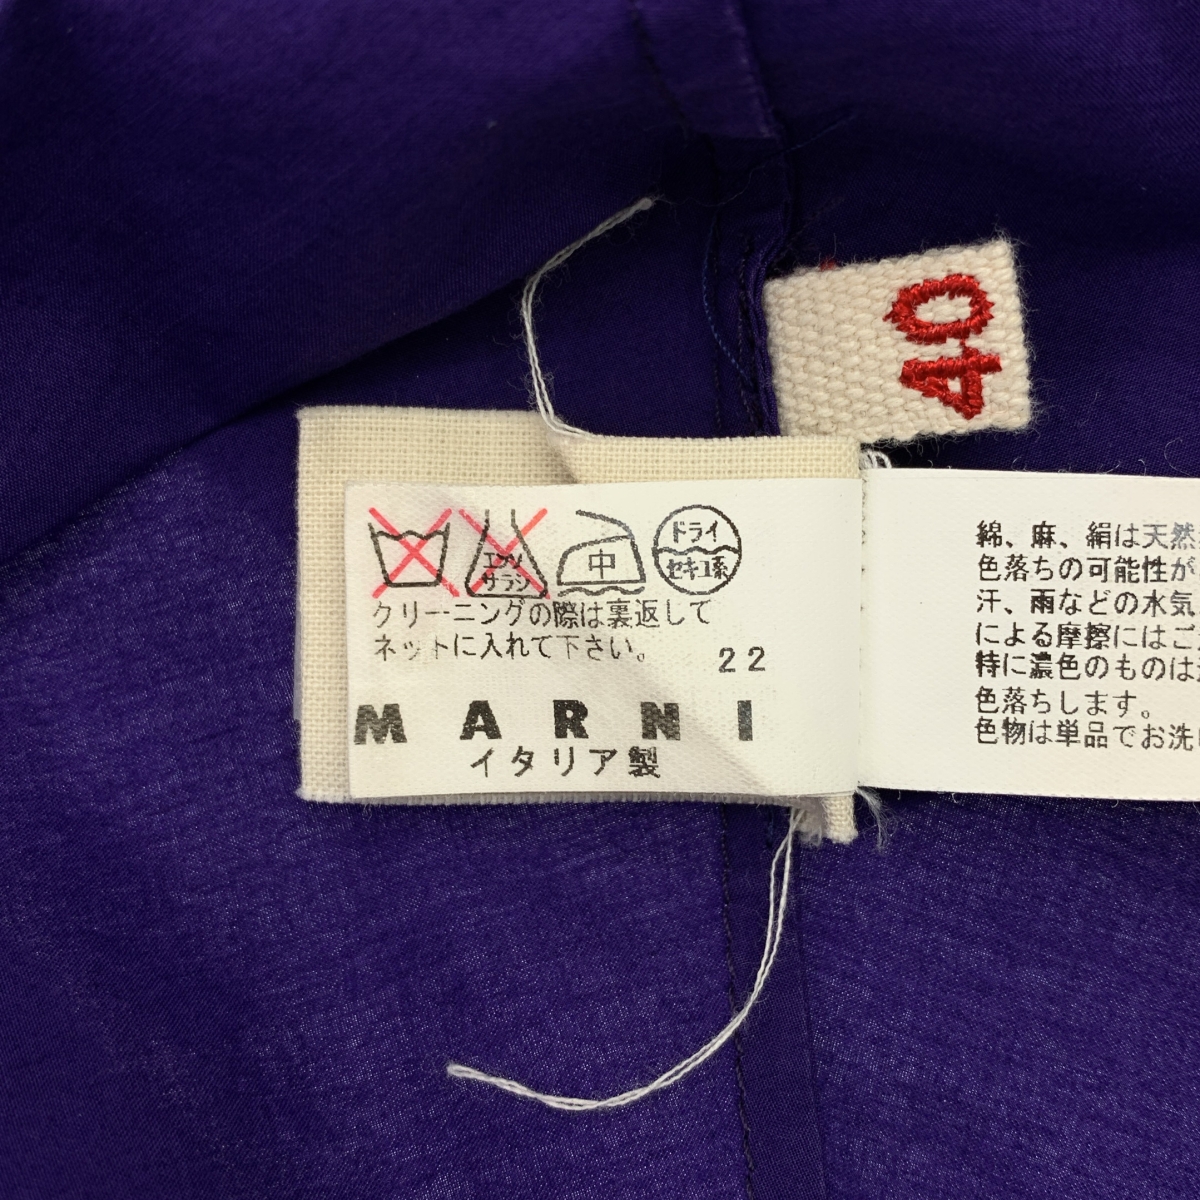 40
エンソ
サラシ
中
ドライ
セキユ系
クリーニングの際は裏返して
ネットに入れて下さい。 22
MARNI
イタリア製
綿、麻、絹は天然
色落ちの可能性が
汗、雨などの水気
による摩擦にはご
特に濃色のものは
色落ちします。
色物は単品でお洗い